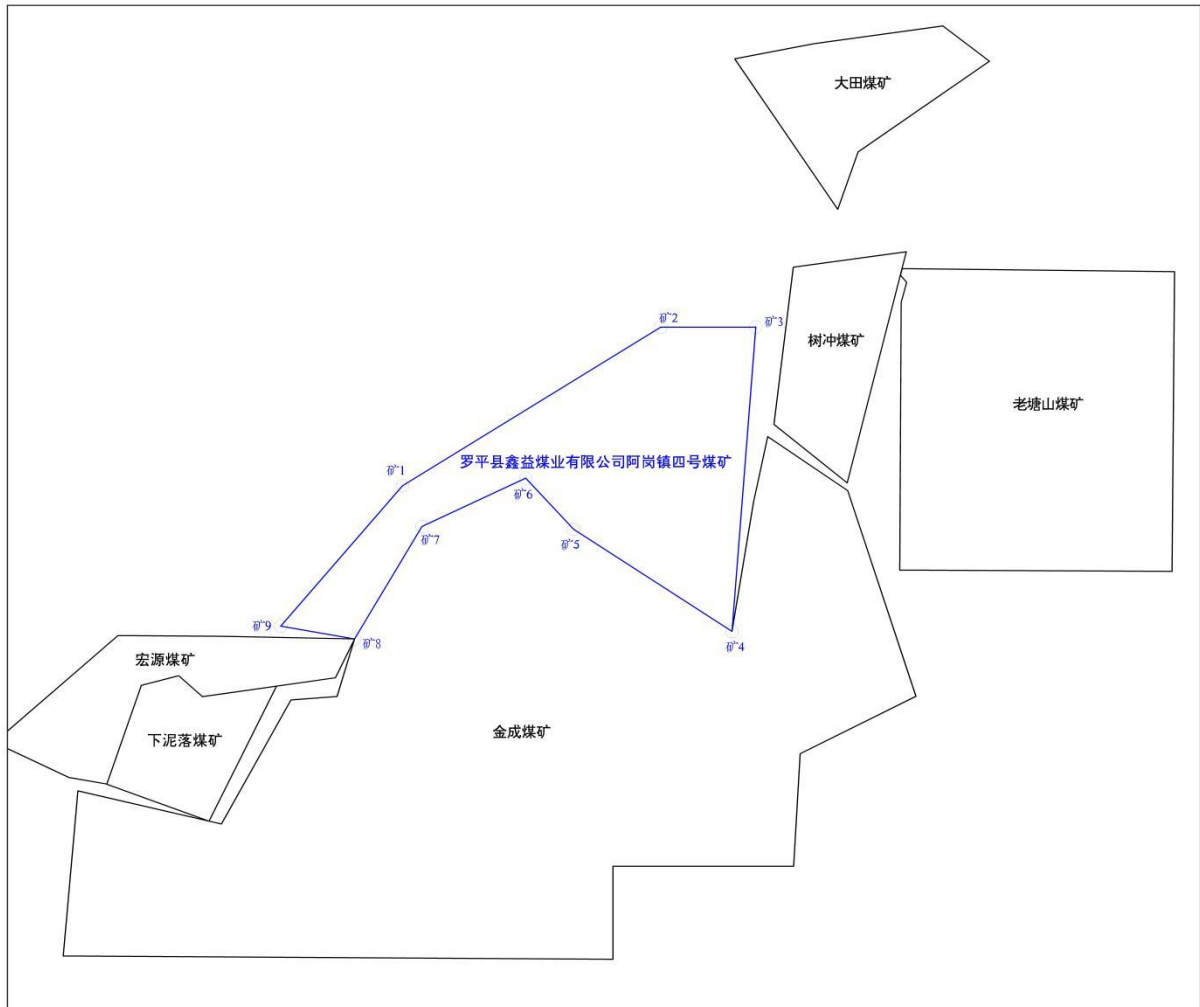 大田煤矿
矿2
矿3
树冲煤矿
老塘山煤矿
罗平县鑫益煤业有限公司阿岗镇四号煤矿
矿1
矿6
矿7
矿5
矿9
矿8
矿4
宏源煤矿
金成煤矿
下泥落煤矿